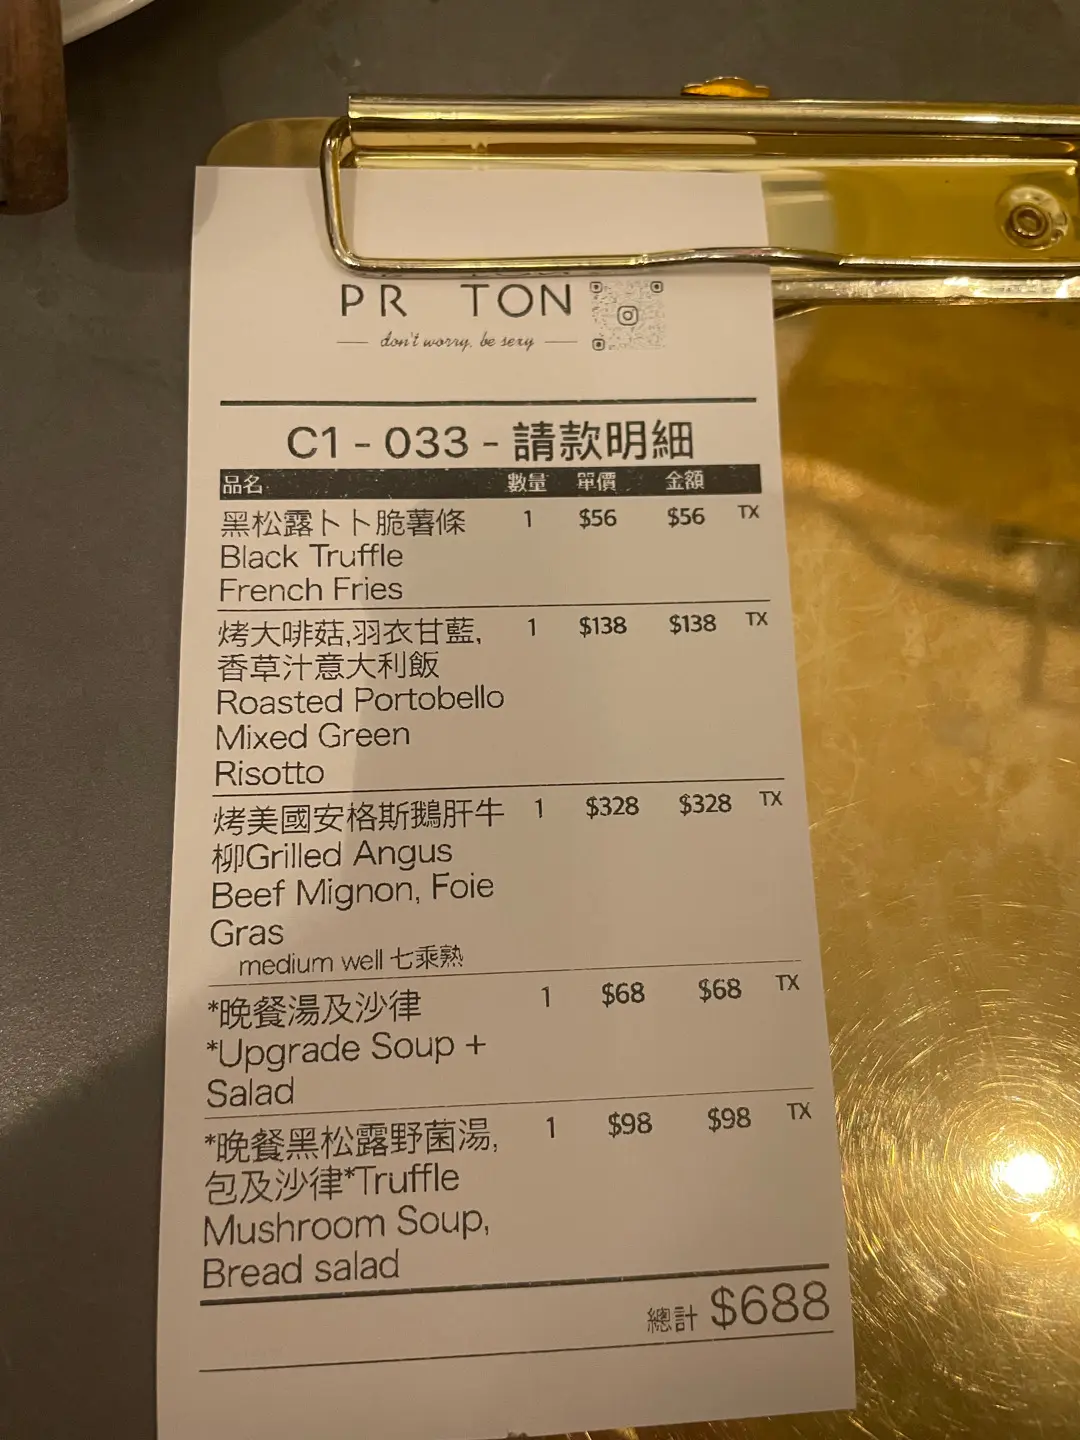 PR TON
don't worry, be sexy
C1 - 033 - 請款明細
品名 數量 單價 金額
黑松露卜卜脆薯條 1 $56 $56 TX
Black Truffle
French Fries
烤大啡菇,羽衣甘藍, 1 $138 $138 TX
香草汁意大利飯
Roasted Portobello
Mixed Green
Risotto
烤美國安格斯鵝肝牛 1 $328 $328 TX
柳Grilled Angus
Beef Mignon, Foie
Gras
medium well 七乘熟
*晚餐湯及沙律 1 $68 $68 TX
*Upgrade Soup +
Salad
*晚餐黑松露野菌湯, 1 $98 $98 TX
包及沙律*Truffle
Mushroom Soup,
Bread salad
總計 $688